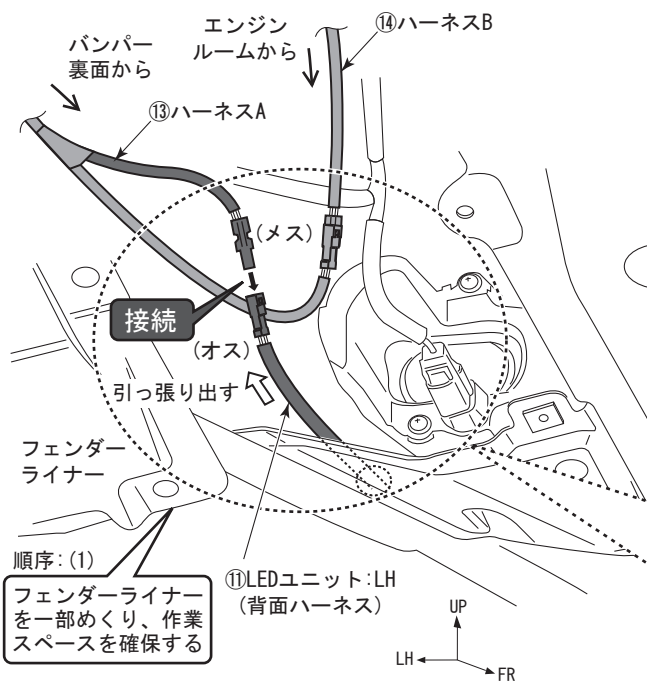 バンパー
裏面から
エンジン
ルームから
⑭ハーネスB
⑬ハーネスA
(メス)
接続
(オス)
引っ張り出す
フェンダー
ライナー
順序:(1)
フェンダーライナー
を一部めくり、作業
スペースを確保する
⑪LEDユニット:LH
(背面ハーネス)
UP
LH
FR